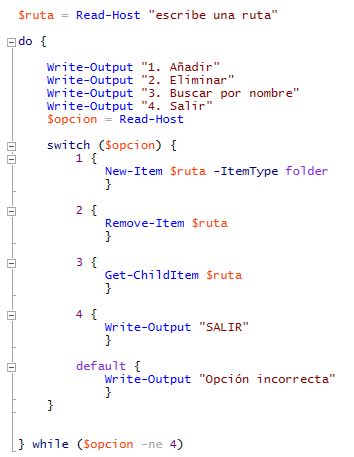 $ruta = Read-Host "escribe una ruta"
do {
Write-Output "1. Añadir"
Write-Output "2. Eliminar"
Write-Output "3. Buscar por nombre"
Write-Output "4. Salir"
$opcion = Read-Host
switch ($opcion) {
1 {
New-Item $ruta -ItemType folder
}
2 {
Remove-Item $ruta
}
3 {
Get-ChildItem $ruta
}
4 {
Write-Output "SALIR"
}
default {
Write-Output "Opción incorrecta"
}
}
} while ($opcion -ne 4)